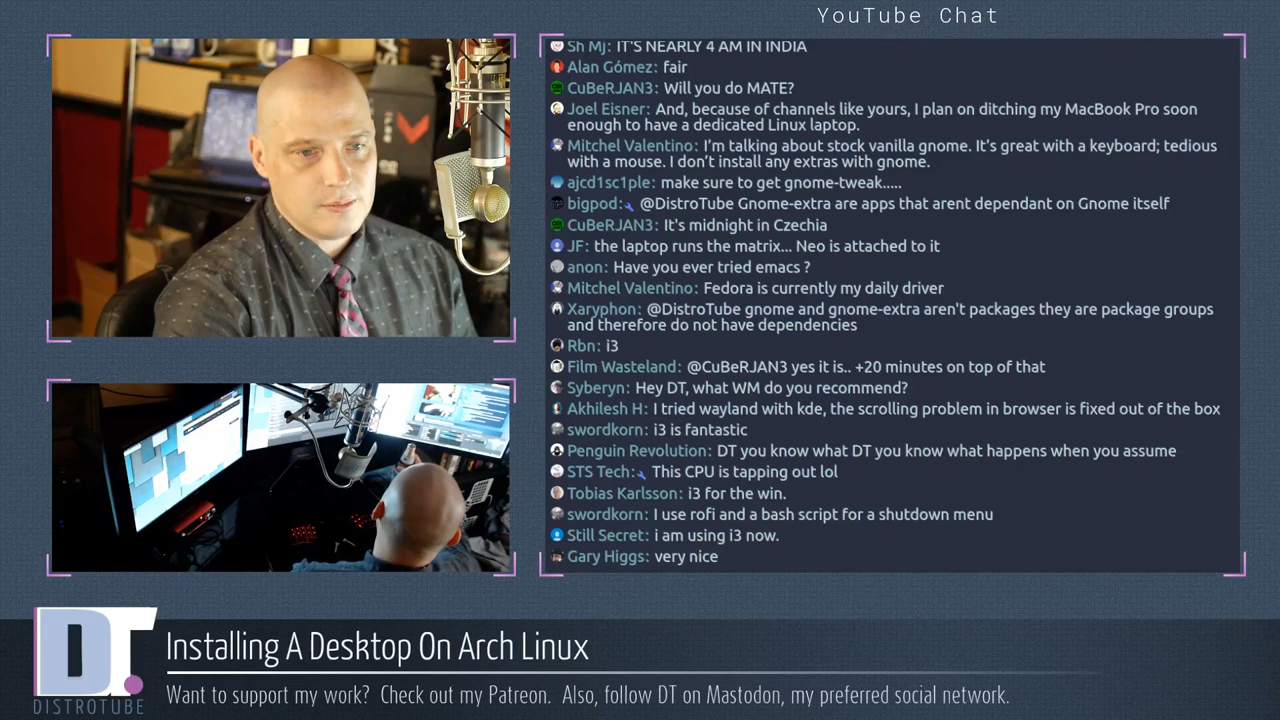 YouTube Chat
Sh Mj: IT'S NEARLY 4 AM IN INDIA
Alan Gómez: fair
CuBeRJAN3: Will you do MATE?
Joel Eisner: And, because of channels like yours, I plan on ditching my MacBook Pro soon
enough to have a dedicated Linux laptop.
Mitchel Valentino: I'm talking about stock vanilla gnome. It's great with a keyboard; tedious
with a mouse. I don't install any extras with gnome.
ajcd1sc1ple: make sure to get gnome-tweak.....
bigpod: @DistroTube Gnome-extra are apps that arent dependant on Gnome itself
CuBeRJAN3: It's midnight in Czechia
JF: the laptop runs the matrix... Neo is attached to it
anon: Have you ever tried emacs ?
Mitchel Valentino: Fedora is currently my daily driver
Xaryphon: @DistroTube gnome and gnome-extra aren't packages they are package groups
and therefore do not have dependencies
Rbn: i3
Film Wasteland: @CuBeRJAN3 yes it is.. +20 minutes on top of that
Syberyn: Hey DT, what WM do you recommend?
Akhilesh H: I tried wayland with kde, the scrolling problem in browser is fixed out of the box
swordkorn: i3 is fantastic
Penguin Revolution: DT you know what DT you know what happens when you assume
STS Tech: This CPU is tapping out lol
Tobias Karlsson: i3 for the win.
swordkorn: I use rofi and a bash script for a shutdown menu
Still Secret: i am using i3 now.
Gary Higgs: very nice
DT
DISTROTUBE
Installing A Desktop On Arch Linux
Want to support my work? Check out my Patreon. Also, follow DT on Mastodon, my preferred social network.